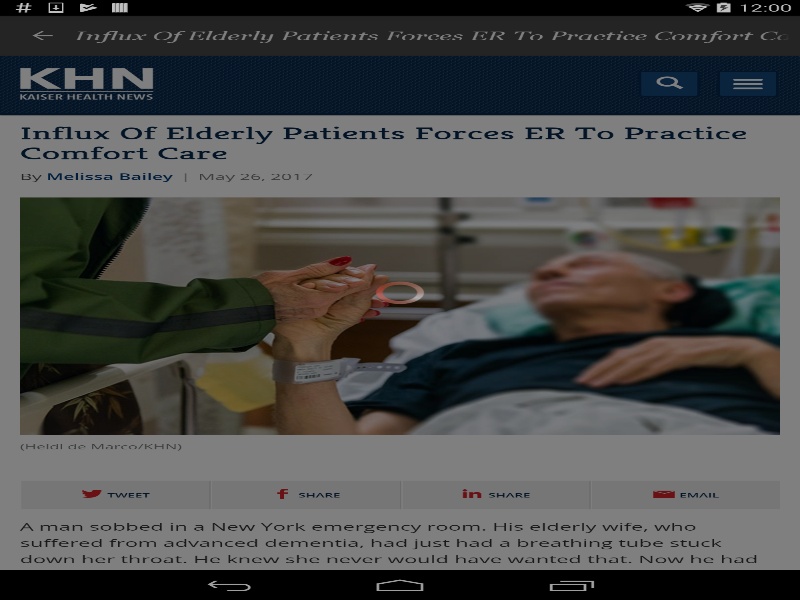 12:00
Influx Of Elderly Patients Forces ER To Practice Comfort
KHN
KAISER HEALTH NEWS
Influx Of Elderly Patients Forces ER To Practice
Comfort Care
By Melissa Bailey | May 26, 2017
(Heidi de Marco/KHN)
TWEET
SHARE
SHARE
EMAIL
A man sobbed in a New York emergency room. His elderly wife, who
suffered from advanced dementia, had just had a breathing tube stuck
down her throat. He knew she never would have wanted that. Now he had